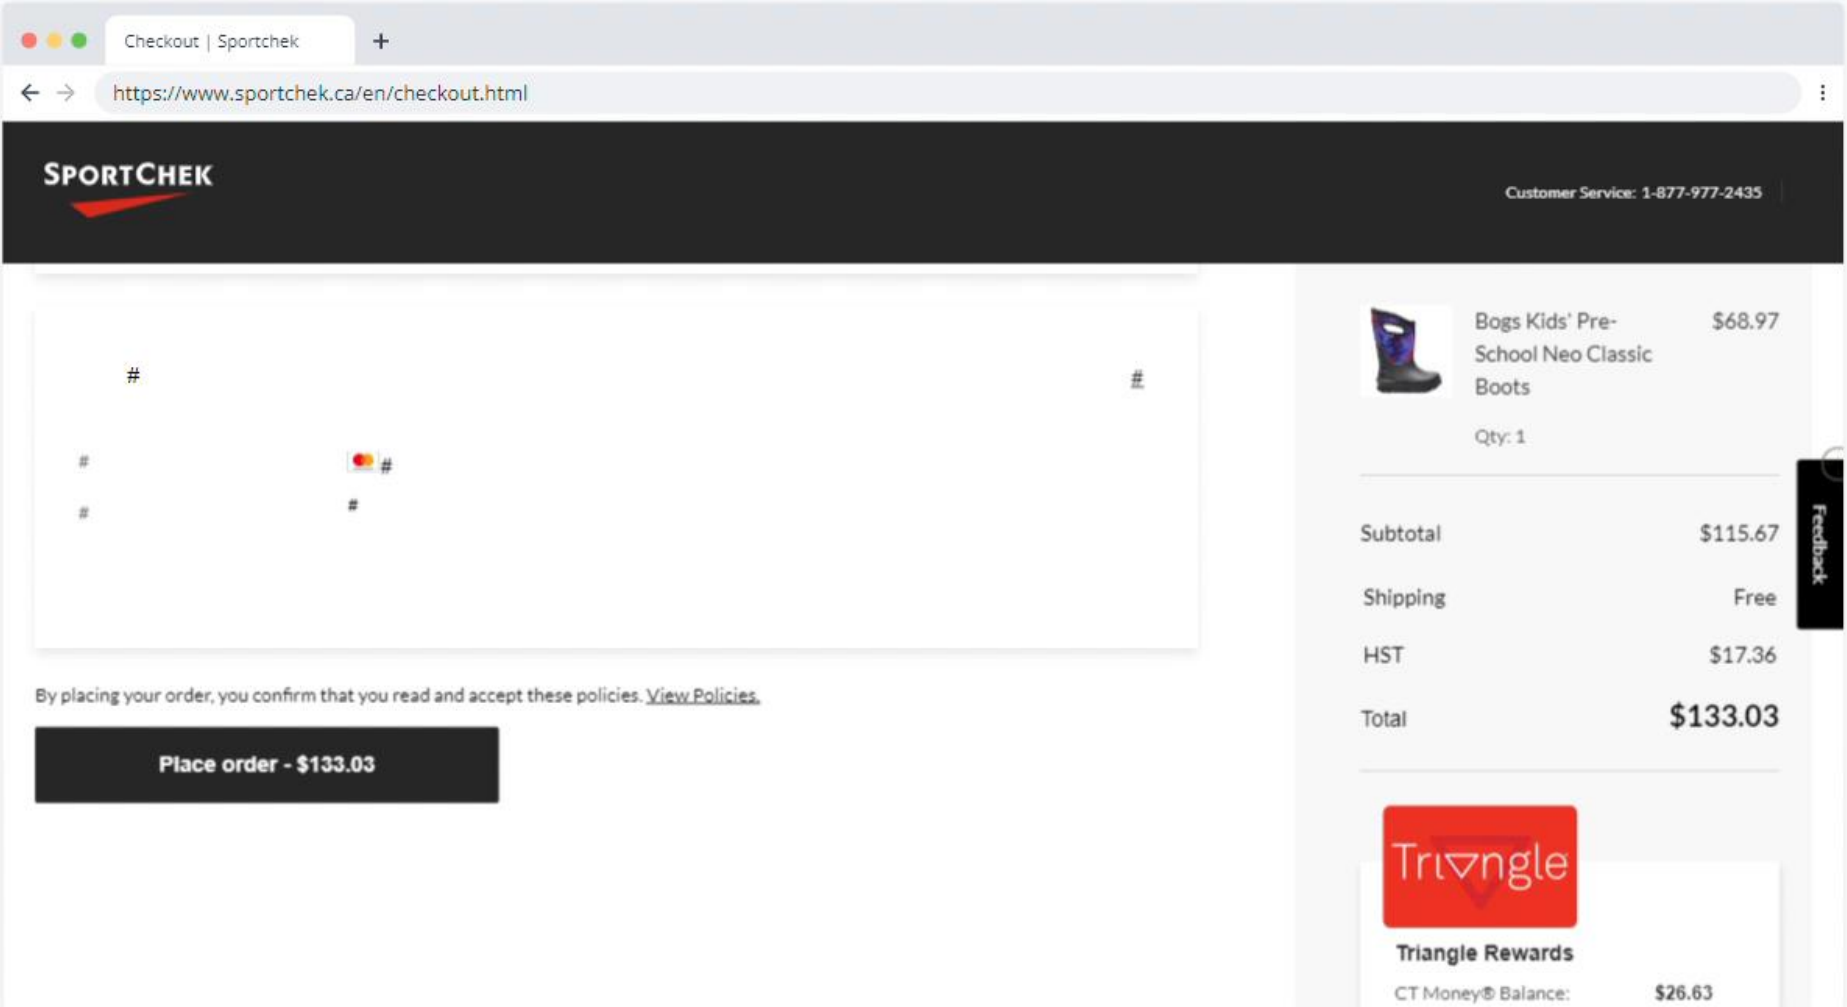 Checkout | Sportchek
+
https://www.sportchek.ca/en/checkout.html
SPORTCHEK
Customer Service: 1-877-977-2435
#
#
#
#
#
#
By placing your order, you confirm that you read and accept these policies. View Policies.
Place order - $133.03
Bogs Kids' Pre- $68.97
School Neo Classic
Boots
Qty: 1
Feedback
Subtotal $115.67
Shipping Free
HST $17.36
Total $133.03
Triangle
Triangle Rewards
CT Money® Balance: $26.63